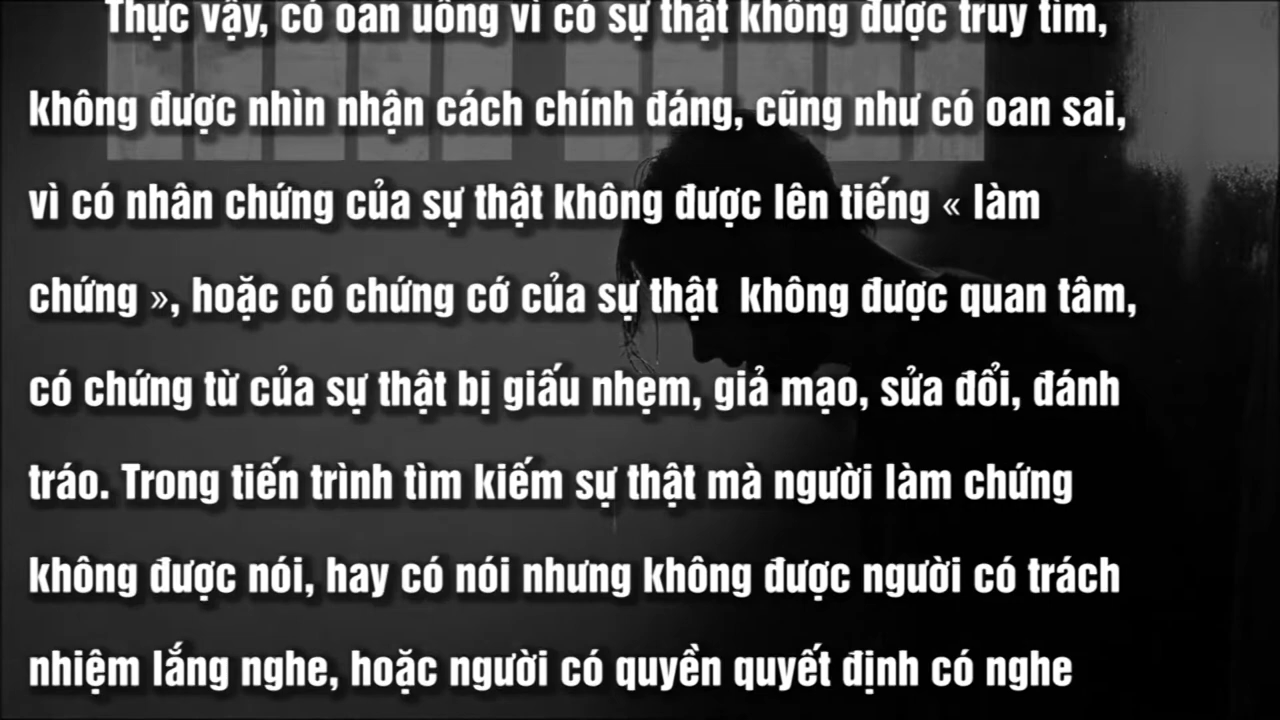 Thực vậy, có oan uổng vì có sự thật không được truy tìm,
không được nhìn nhận cách chính đáng, cũng như có oan sai,
vì có nhân chứng của sự thật không được lên tiếng « làm
chứng », hoặc có chứng cớ của sự thật không được quan tâm,
có chứng từ của sự thật bị giấu nhẹm, giả mạo, sửa đổi, đánh
tráo. Trong tiến trình tìm kiếm sự thật mà người làm chứng
không được nói, hay có nói nhưng không được người có trách
nhiệm lắng nghe, hoặc người có quyền quyết định có nghe